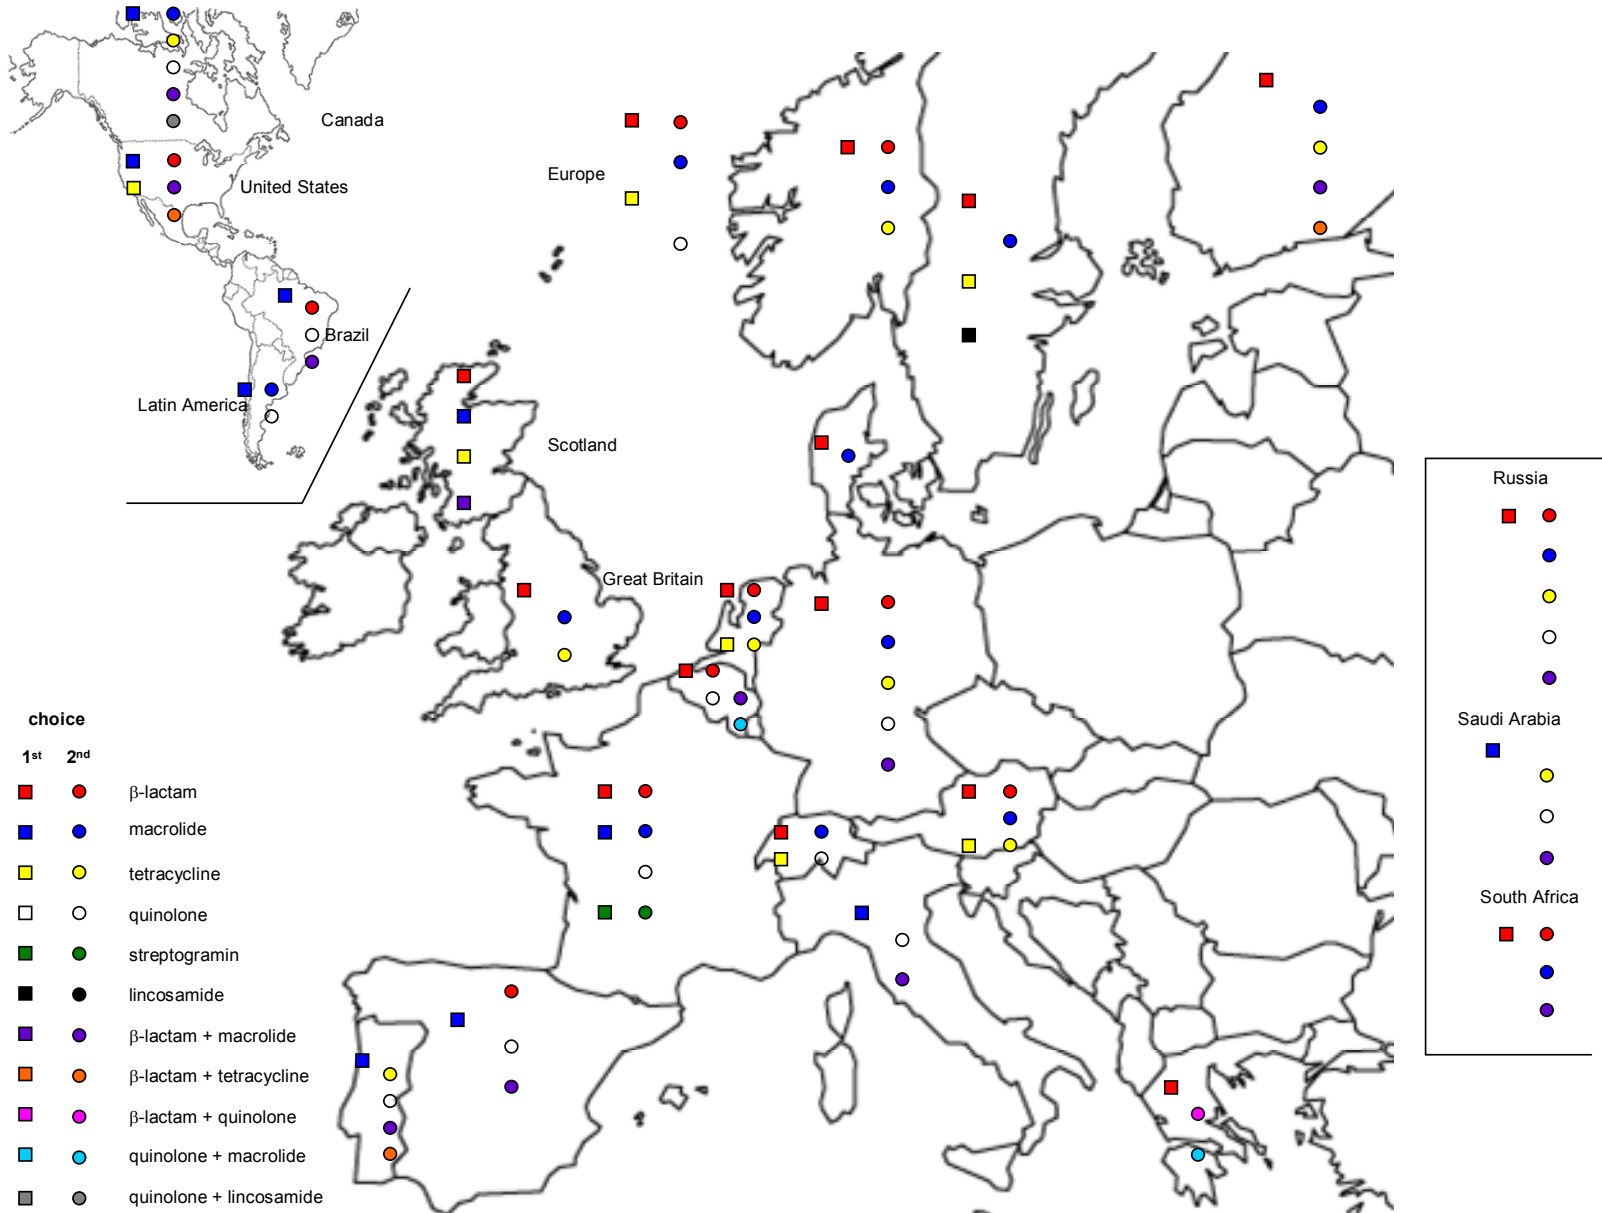 Canada
United States
Brazil
Latin America
Europe
Scotland
Great Britain
Russia
Saudi Arabia
South Africa
choice
1st 2nd
β-lactam
macrolide
tetracycline
quinolone
streptogramin
lincosamide
β-lactam + macrolide
β-lactam + tetracycline
β-lactam + quinolone
quinolone + macrolide
quinolone + lincosamide